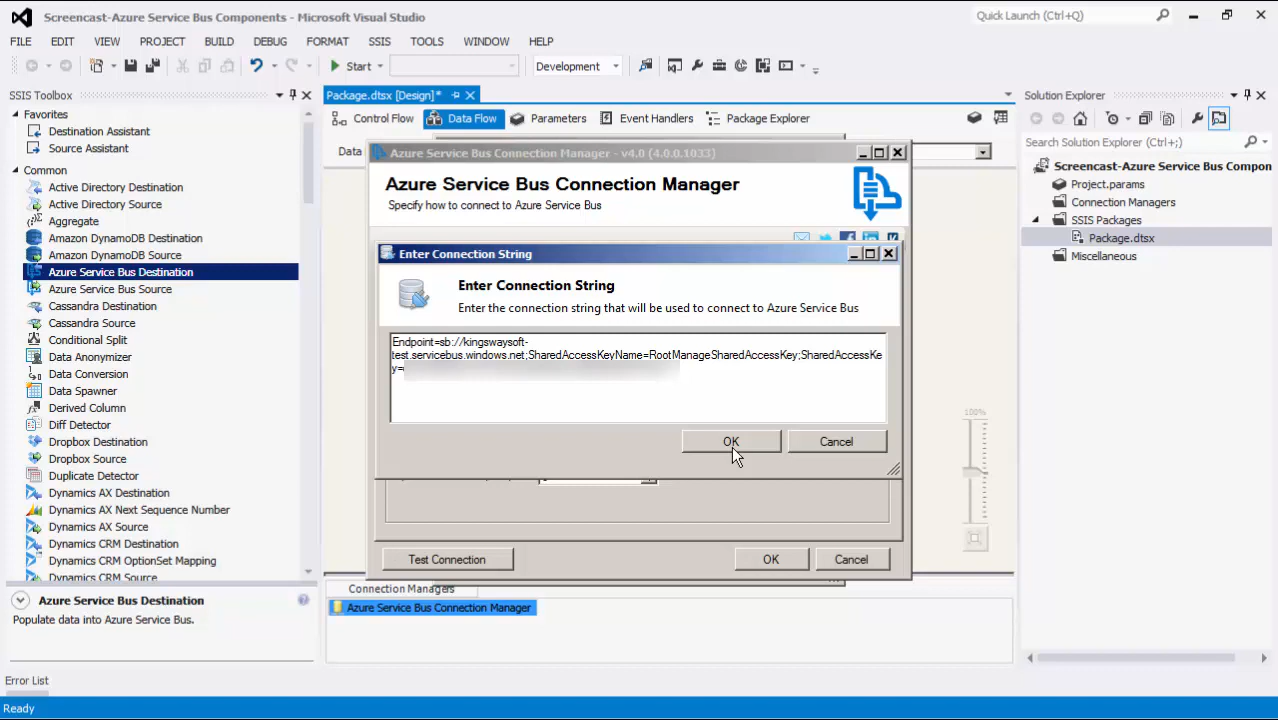 Screencast-Azure Service Bus Components - Microsoft Visual Studio
Quick Launch (Ctrl+Q)
FILE EDIT VIEW PROJECT BUILD DEBUG FORMAT SSIS TOOLS WINDOW HELP
Start Development
SSIS Toolbox
Favorites
Destination Assistant
Source Assistant
Common
Active Directory Destination
Active Directory Source
Aggregate
Amazon DynamoDB Destination
Amazon DynamoDB Source
Azure Service Bus Destination
Azure Service Bus Source
Cassandra Destination
Cassandra Source
Conditional Split
Data Anonymizer
Data Conversion
Data Spawner
Derived Column
Diff Detector
Dropbox Destination
Dropbox Source
Duplicate Detector
Dynamics AX Destination
Dynamics AX Next Sequence Number
Dynamics AX Source
Dynamics CRM Destination
Dynamics CRM OptionSet Mapping
Dynamics CRM Source
Azure Service Bus Destination
Populate data into Azure Service Bus.
Error List
Ready
Package.dtsx [Design]*
Control Flow Data Flow Parameters Event Handlers Package Explorer
Data
Azure Service Bus Connection Manager - v4.0 (4.0.0.1033)
Azure Service Bus Connection Manager
Specify how to connect to Azure Service Bus
Enter Connection String
Enter Connection String
Enter the connection string that will be used to connect to Azure Service Bus
Endpoint=sb://kingswaysoft-
test.servicebus.windows.net;SharedAccessKeyName=RootManageSharedAccessKey;SharedAccessKe
y=
OK Cancel
Test Connection OK Cancel
100%
Connection Managers
Azure Service Bus Connection Manager
Solution Explorer
Search Solution Explorer (Ctrl+;)
Screencast-Azure Service Bus Compon
Project.params
Connection Managers
SSIS Packages
Package.dtsx
Miscellaneous